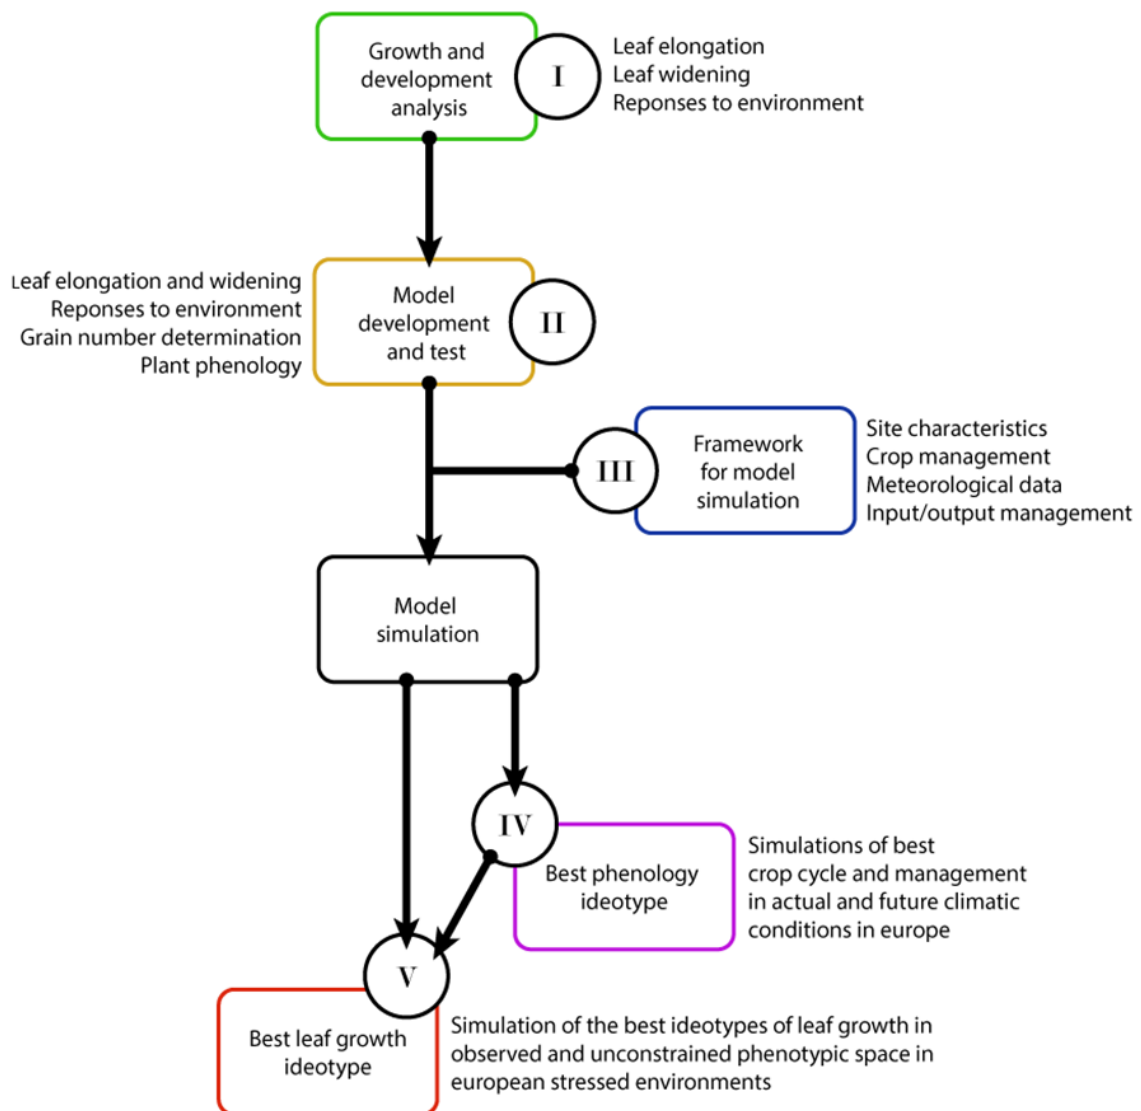 Growth and
development
analysis
I
Leaf elongation
Leaf widening
Reponses to environment
Leaf elongation and widening
Reponses to environment
Grain number determination
Plant phenology
Model
development
and test
II
III
Framework
for model
simulation
Site characteristics
Crop management
Meteorological data
Input/output management
Model
simulation
IV
Best phenology
ideotype
Simulations of best
crop cycle and management
in actual and future climatic
conditions in europe
V
Best leaf growth
ideotype
Simulation of the best ideotypes of leaf growth in
observed and unconstrained phenotypic space in
european stressed environments